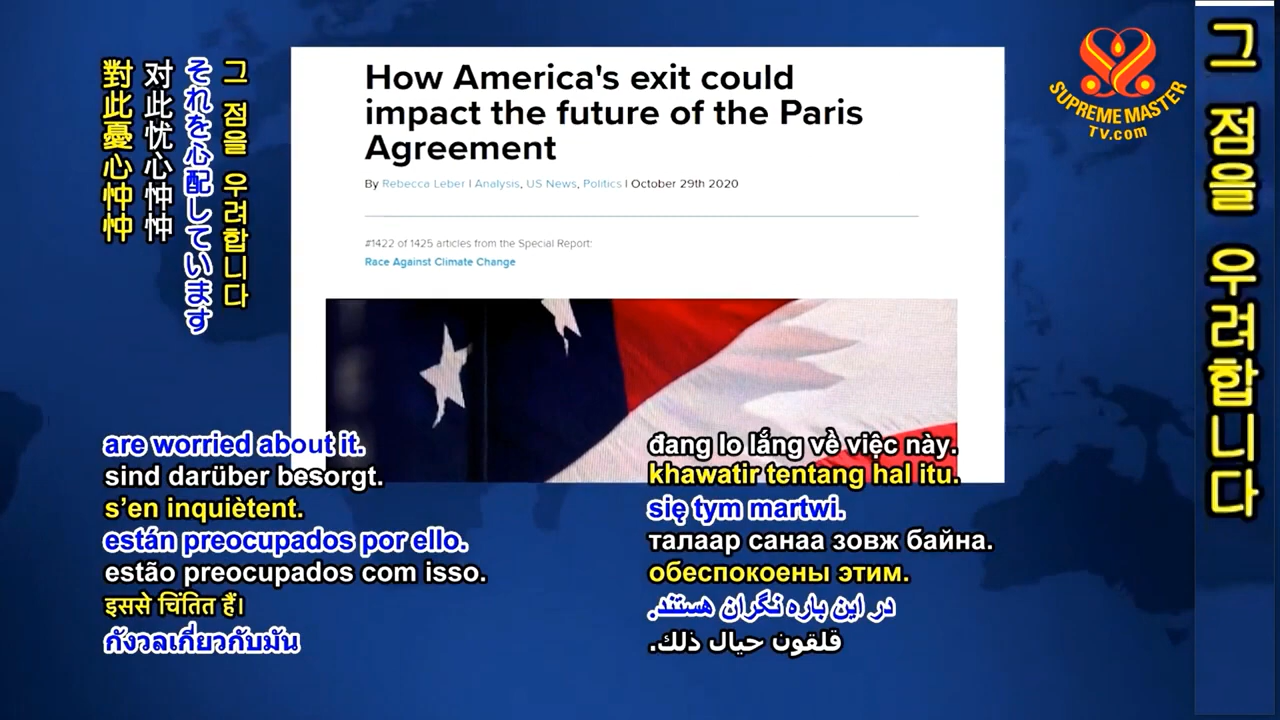 How America's exit could
impact the future of the Paris
Agreement
By Rebecca Leber | Analysis, US News, Politics | October 29th 2020
#1422 of 1425 articles from the Special Report:
Race Against Climate Change
SUPREME MASTER
TV.com
그 점을 우려합니다
그 점을 우려합니다
それを心配しています
对此忧心忡忡
對此憂心忡忡
are worried about it.
sind darüber besorgt.
s'en inquiètent.
están preocupados por ello.
estão preocupados com isso.
इससे चिंतित हैं।
กังวลเกี่ยวกับมัน
đang lo lắng về việc này.
khawatir tentang hal itu.
się tym martwi.
талаар санаа зовж байна.
обеспокоены этим.
در این باره نگران هستند.
قلقون حيال ذلك.